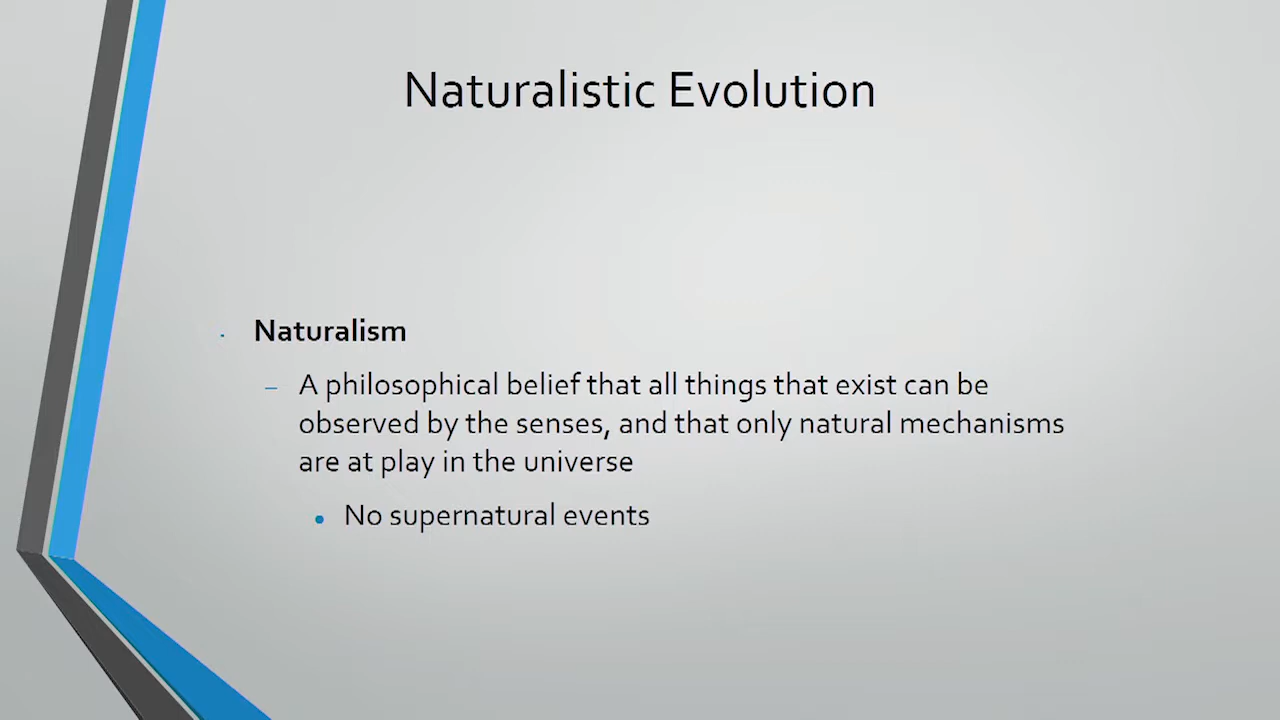 Naturalistic Evolution
Naturalism
– A philosophical belief that all things that exist can be
observed by the senses, and that only natural mechanisms
are at play in the universe
• No supernatural events